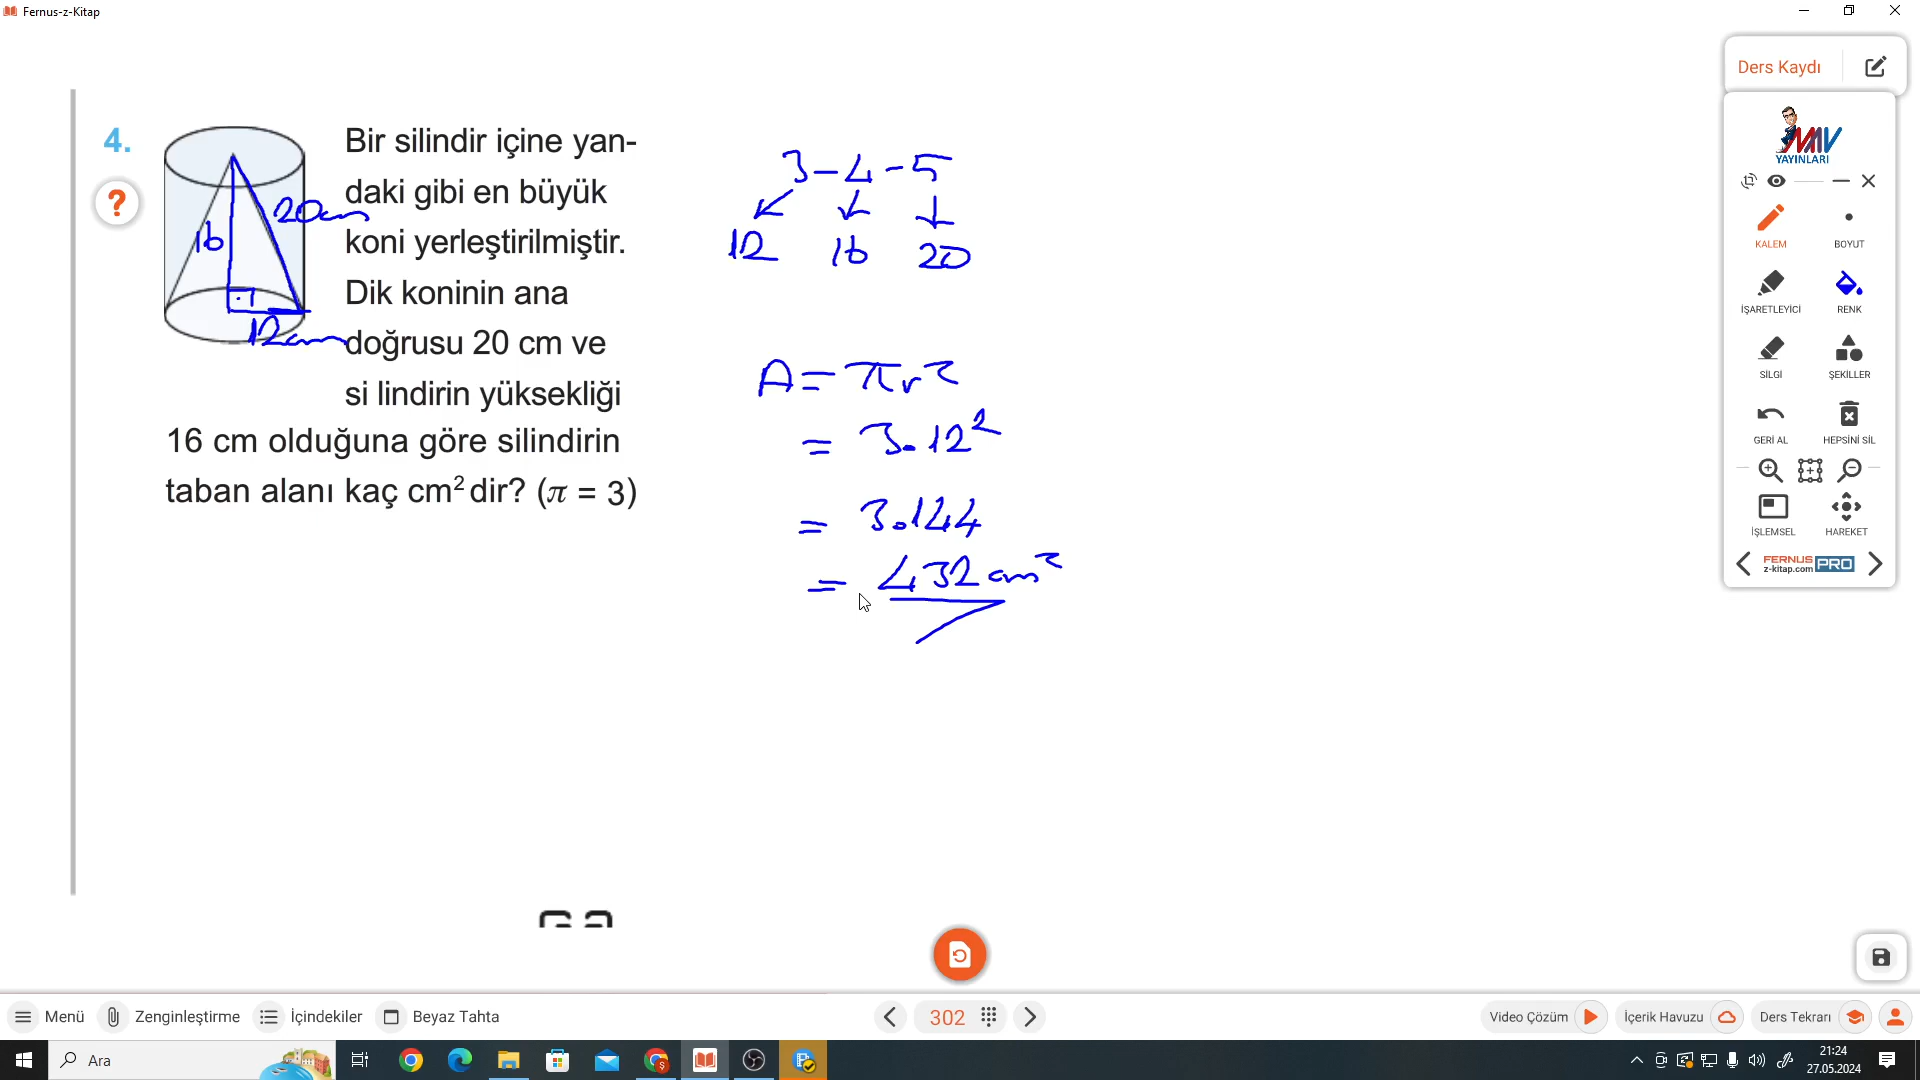 Fernus-z-Kitap
Ders Kaydı
4.
?
Bir silindir içine yan-
daki gibi en büyük
koni yerleştirilmiştir.
Dik koninin ana
doğrusu 20 cm ve
si lindirin yüksekliği
16 cm olduğuna göre silindirin
taban alanı kaç cm² dir? (π = 3)
16
20cm
12cm
3-4-5
12 16 20
A = πr²
= 3.12²
= 3.144
= 432 cm²
MAV
YAYINLARI
KALEM
BOYUT
İŞARETLEYİCİ
RENK
SİLGİ
ŞEKİLLER
GERİ AL
HEPSİNİ SİL
İŞLEMSEL
HAREKET
FERNUS
z-kitap.com PRO
Menü
Zenginleştirme
İçindekiler
Beyaz Tahta
302
Video Çözüm
İçerik Havuzu
Ders Tekrarı
Ara
21:24
27.05.2024